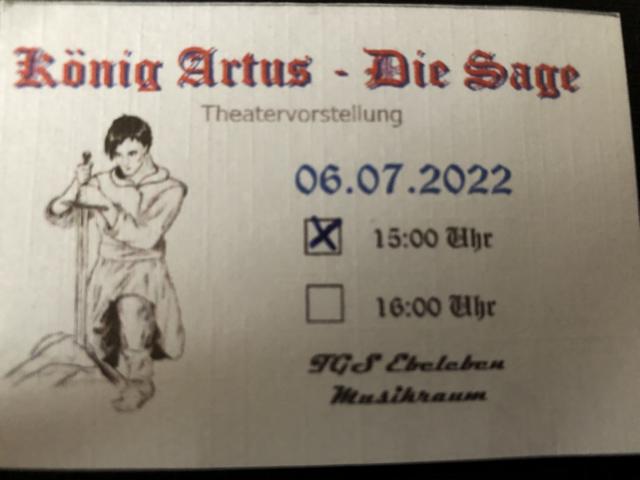 König Artus - Die Sage
Theatervorstellung
06.07.2022
15:00 Uhr
16:00 Uhr
TGS Ebeleben
Musikraum